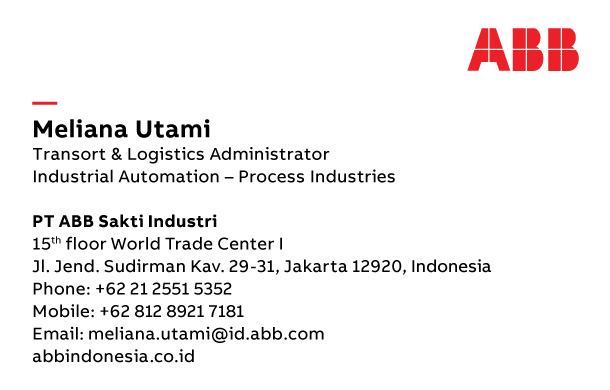 ABB
Meliana Utami
Transort & Logistics Administrator
Industrial Automation – Process Industries
PT ABB Sakti Industri
15th floor World Trade Center I
Jl. Jend. Sudirman Kav. 29-31, Jakarta 12920, Indonesia
Phone: +62 21 2551 5352
Mobile: +62 812 8921 7181
Email: meliana.utami@id.abb.com
abbindonesia.co.id